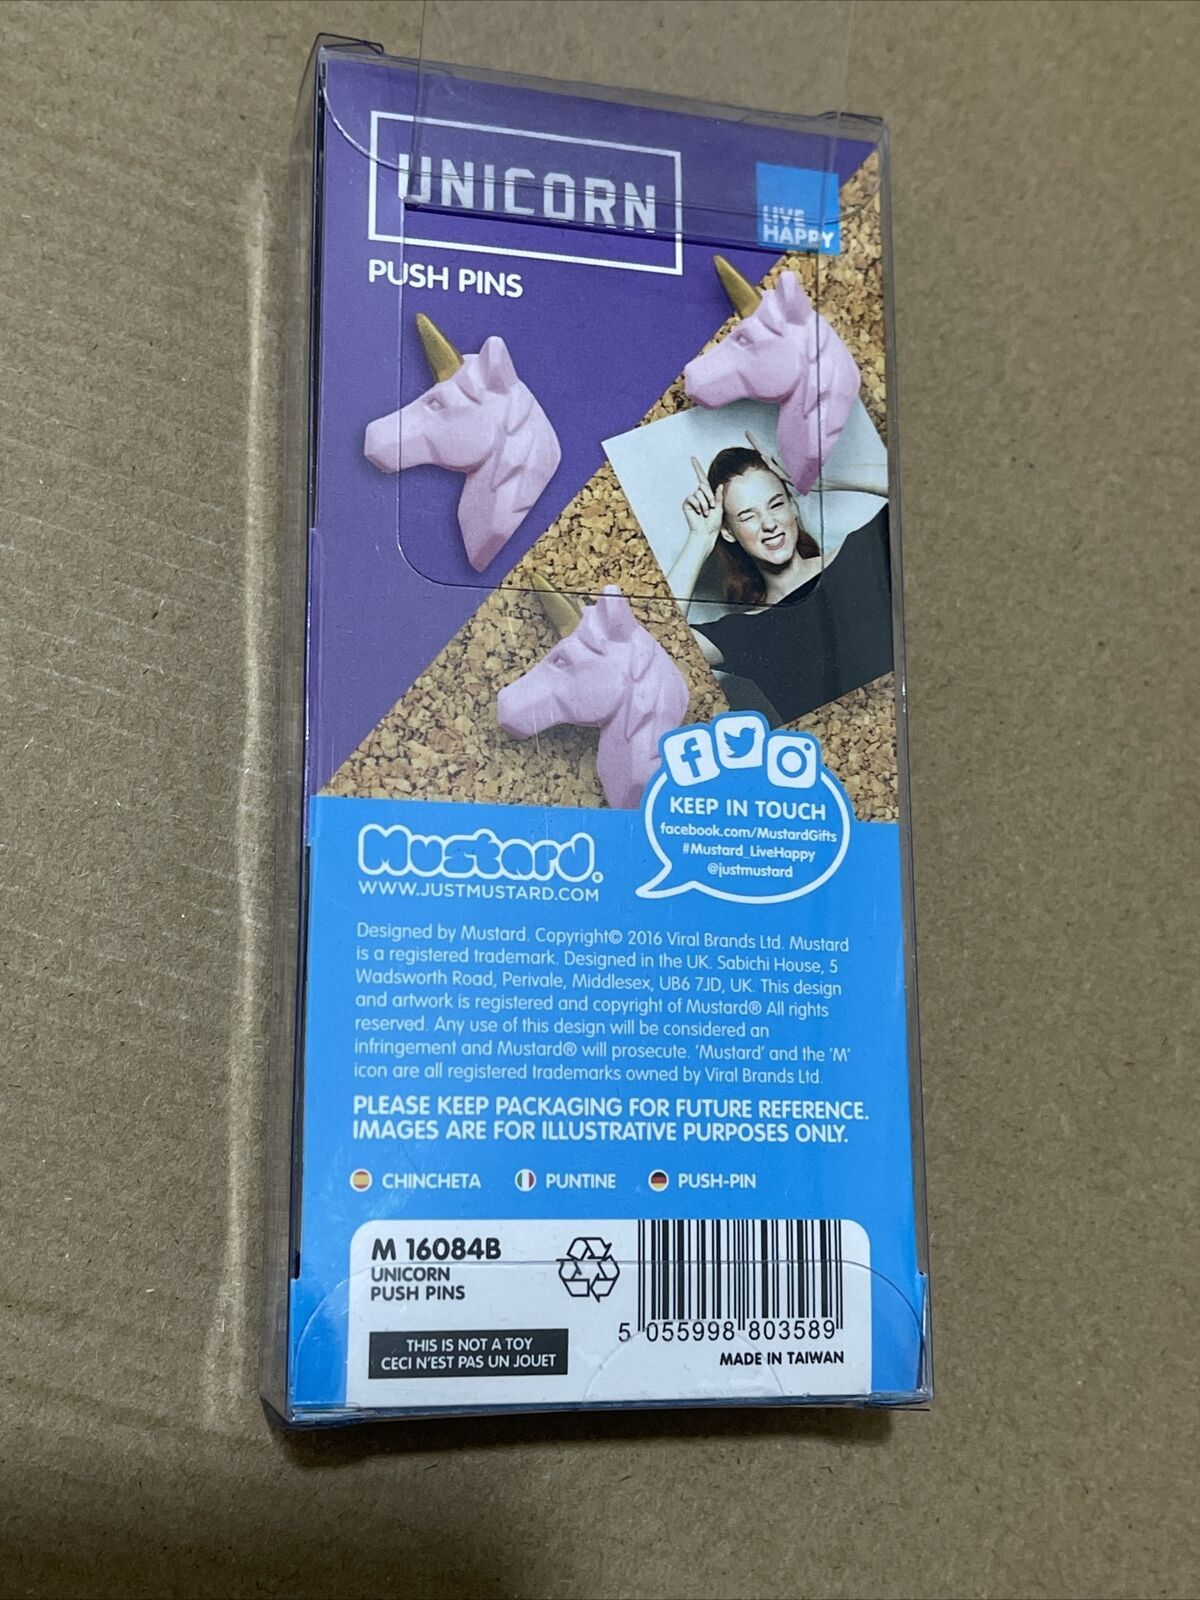 UNICORN
PUSH PINS
LIVE
HAPPY
KEEP IN TOUCH
facebook.com/MustardGifts
#Mustard_LiveHappy
@justmustard
Mustard®
WWW.JUSTMUSTARD.COM
Designed by Mustard. Copyright© 2016 Viral Brands Ltd. Mustard
is a registered trademark. Designed in the UK. Sabichi House, 5
Wadsworth Road, Perivale, Middlesex, UB6 7JD, UK. This design
and artwork is registered and copyright of Mustard® All rights
reserved. Any use of this design will be considered an
infringement and Mustard® will prosecute. 'Mustard' and the 'M'
icon are all registered trademarks owned by Viral Brands Ltd.
PLEASE KEEP PACKAGING FOR FUTURE REFERENCE.
IMAGES ARE FOR ILLUSTRATIVE PURPOSES ONLY.
CHINCHETA PUNTINE PUSH-PIN
M 16084B
UNICORN
PUSH PINS
THIS IS NOT A TOY
CECI N'EST PAS UN JOUET
5 055998 803589
MADE IN TAIWAN